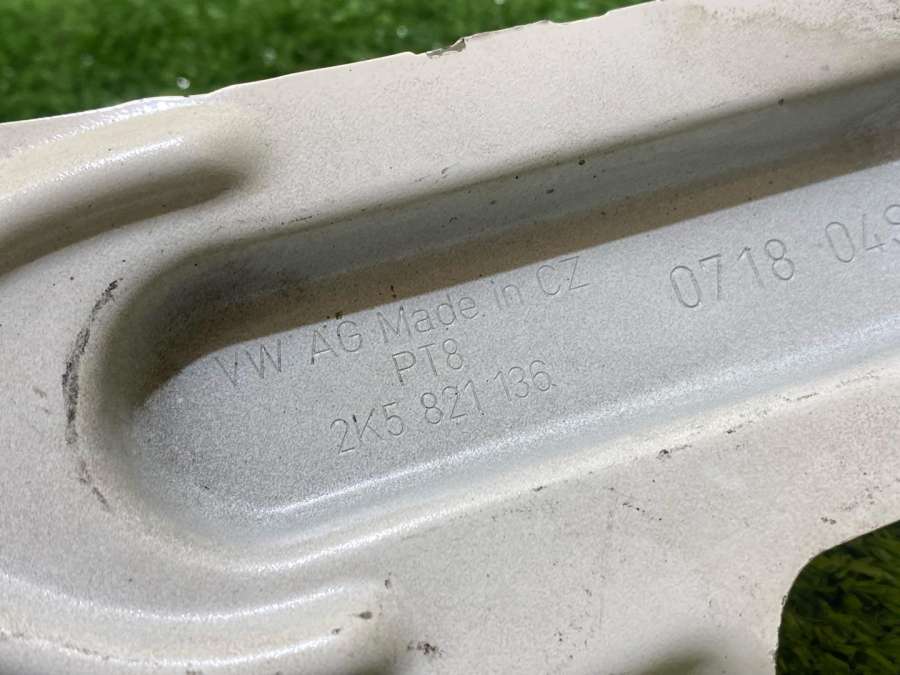 VW AG Made in CZ
PT8
2K5 821 136
0718